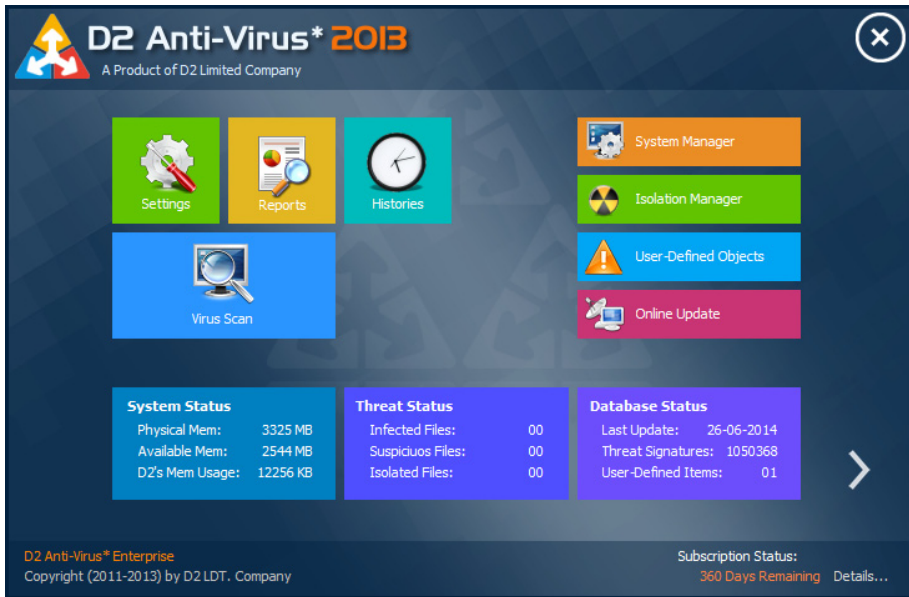 D2 Anti-Virus* 2013
A Product of D2 Limited Company
Settings
Reports
Histories
Virus Scan
System Manager
Isolation Manager
User-Defined Objects
Online Update
System Status
Physical Mem: 3325 MB
Available Mem: 2544 MB
D2's Mem Usage: 12256 KB
Threat Status
Infected Files: 00
Suspiciuos Files: 00
Isolated Files: 00
Database Status
Last Update: 26-06-2014
Threat Signatures: 1050368
User-Defined Items: 01
D2 Anti-Virus* Enterprise
Copyright (2011-2013) by D2 LDT. Company
Subscription Status:
360 Days Remaining Details...